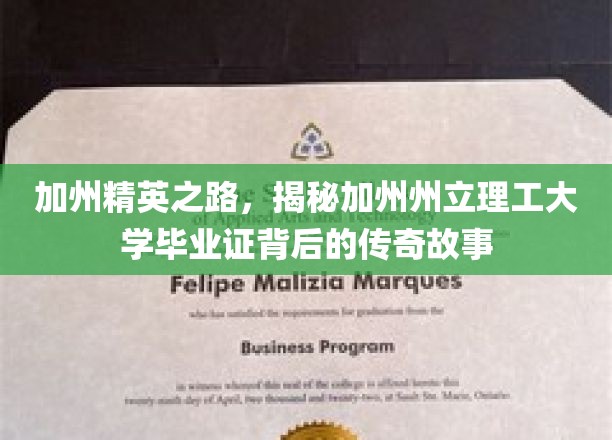 加州精英之路，揭秘加州州立理工大
学毕业证背后的传奇故事
of Applied Arts and Technology
Felipe Malizia Marques
who has satisfied the requirements for graduation from the
Business Program
in witness whereof this seal of the college is affixed hereto this
twenty-ninth day of April, two thousand and twenty-two, at Sault Ste. Marie, Ontario.